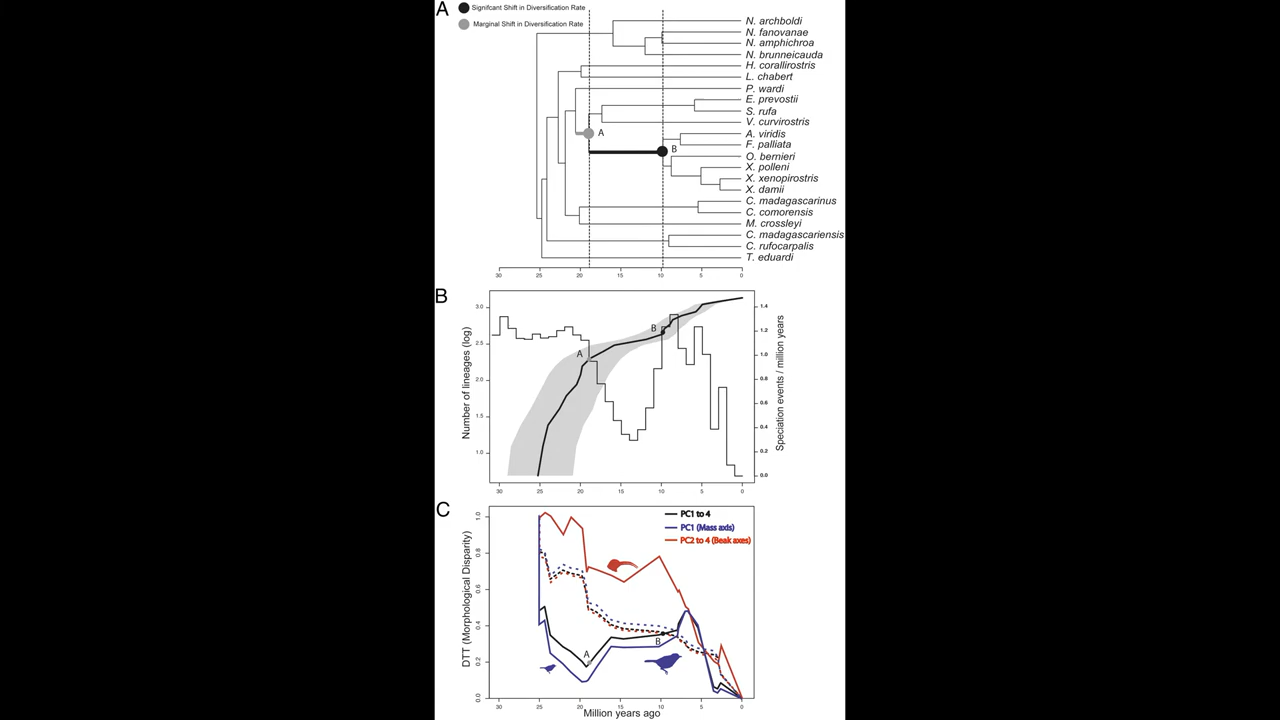 A
Signifcant Shift in Diversification Rate
Marginal Shift in Diversification Rate
N. archboldi
N. fanovanae
N. amphichroa
N. brunneicauda
H. corallirostris
L. chabert
P. wardi
E. prevostii
S. rufa
V. curvirostris
A. viridis
F. palliata
O. bernieri
X. polleni
X. xenopirostris
X. damii
C. madagascarinus
C. comorensis
M. crossleyi
C. madagascariensis
C. rufocarpalis
T. eduardi
A
B
30 25 20 15 10 5 0
B
Number of lineages (log)
3.0
2.5
2.0
1.5
1.0
A
B
1.4
1.2
1.0
0.8
0.6
0.4
0.2
0.0
Speciation events / million years
30 25 20 15 10 5 0
C
DTT (Morphological Disparity)
1.0
0.8
0.6
0.4
0.2
0.0
PC1 to 4
PC1 (Mass axis)
PC2 to 4 (Beak axes)
A
B
30 25 20 15 10 5 0
Million years ago